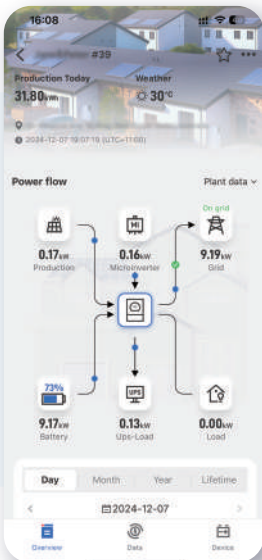 16:08
#39
Production Today
31.80kWh
Weather
30°C
2024-12-07 19:07:19 (UTC+11:00)
Power flow
Plant data
On grid
MI
0.17kW
Production
0.16kW
Microinverter
9.19kW
Grid
73%
UPS
9.17kW
Battery
0.13kW
Ups-Load
0.00kW
Load
Day
Month
Year
Lifetime
2024-12-07
Overview
Data
Device